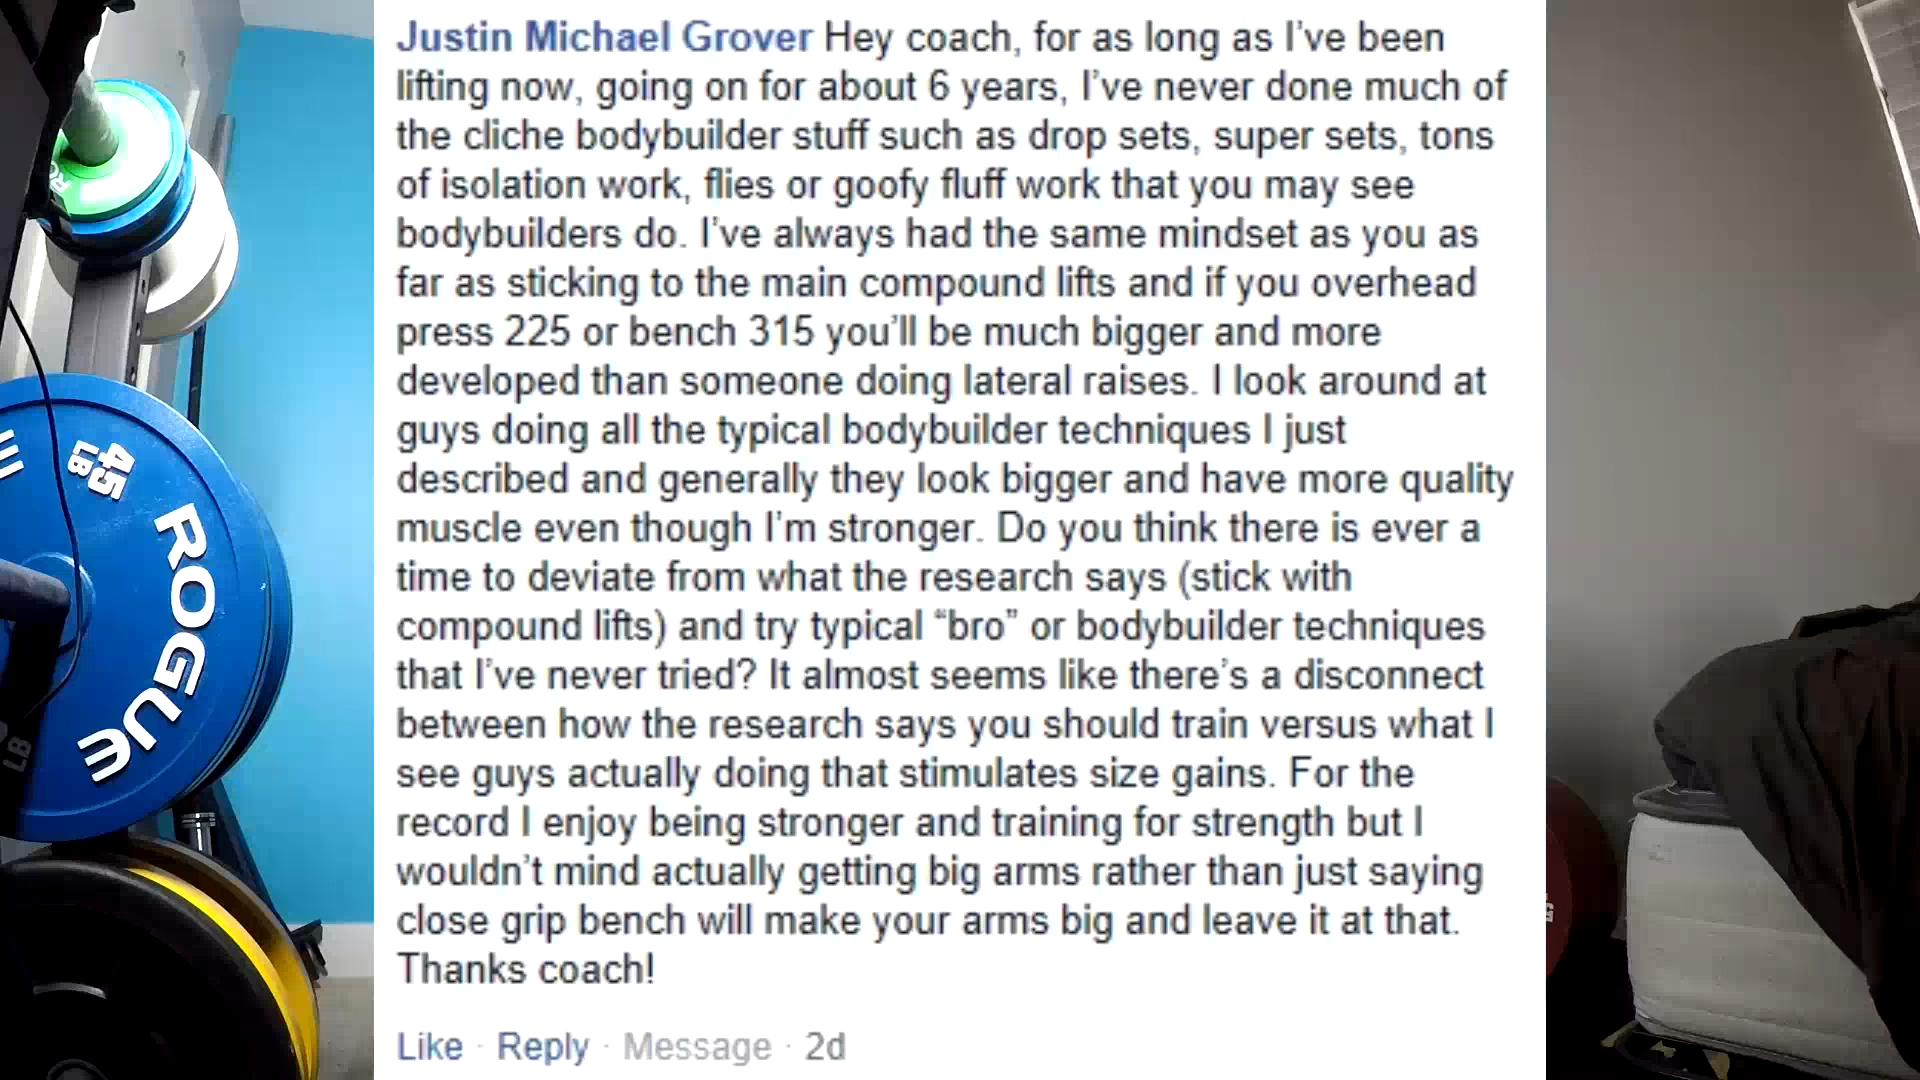 Justin Michael Grover Hey coach, for as long as I've been
lifting now, going on for about 6 years, I've never done much of
the cliche bodybuilder stuff such as drop sets, super sets, tons
of isolation work, flies or goofy fluff work that you may see
bodybuilders do. I've always had the same mindset as you as
far as sticking to the main compound lifts and if you overhead
press 225 or bench 315 you'll be much bigger and more
developed than someone doing lateral raises. I look around at
guys doing all the typical bodybuilder techniques I just
described and generally they look bigger and have more quality
muscle even though I'm stronger. Do you think there is ever a
time to deviate from what the research says (stick with
compound lifts) and try typical “bro” or bodybuilder techniques
that I've never tried? It almost seems like there's a disconnect
between how the research says you should train versus what I
see guys actually doing that stimulates size gains. For the
record I enjoy being stronger and training for strength but I
wouldn't mind actually getting big arms rather than just saying
close grip bench will make your arms big and leave it at that.
Thanks coach!
Like · Reply · Message · 2d
45
LB
ROGUE
LB